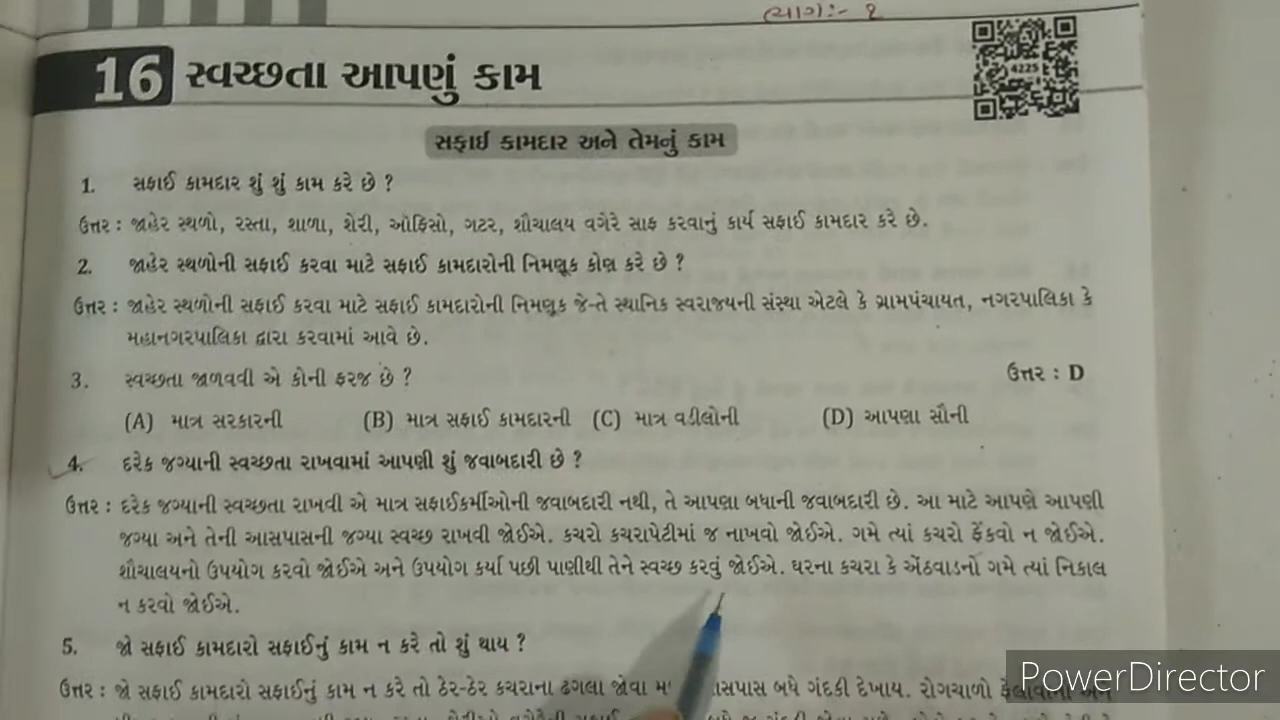 ભાગઃ- ૧
16 સ્વચ્છતા આપણું કામ
4225
સફાઈ કામદાર અને તેમનું કામ
1. સફાઈ કામદાર શું શું કામ કરે છે ?
ઉત્તર : જાહેર સ્થળો, રસ્તા, શાળા, શેરી, ઑફિસો, ગટર, શૌચાલય વગેરે સાફ કરવાનું કાર્ય સફાઈ કામદાર કરે છે.
2. જાહેર સ્થળોની સફાઈ કરવા માટે સફાઈ કામદારોની નિમણૂક કોણ કરે છે ?
ઉત્તર : જાહેર સ્થળોની સફાઈ કરવા માટે સફાઈ કામદારોની નિમણૂક જે-તે સ્થાનિક સ્વરાજ્યની સંસ્થા એટલે કે ગ્રામપંચાયત, નગરપાલિકા કે
મહાનગરપાલિકા દ્વારા કરવામાં આવે છે.
3. સ્વચ્છતા જાળવવી એ કોની ફરજ છે ? ઉત્તર : D
(A) માત્ર સરકારની (B) માત્ર સફાઈ કામદારની (C) માત્ર વડીલોની (D) આપણા સૌની
4. દરેક જગ્યાની સ્વચ્છતા રાખવામાં આપણી શું જવાબદારી છે ?
ઉત્તર : દરેક જગ્યાની સ્વચ્છતા રાખવી એ માત્ર સફાઈકર્મીઓની જવાબદારી નથી, તે આપણા બધાની જવાબદારી છે. આ માટે આપણે આપણી
જગ્યા અને તેની આસપાસની જગ્યા સ્વચ્છ રાખવી જોઈએ. કચરો કચરાપેટીમાં જ નાખવો જોઈએ. ગમે ત્યાં કચરો ફેંકવો ન જોઈએ.
શૌચાલયનો ઉપયોગ કરવો જોઈએ અને ઉપયોગ કર્યા પછી પાણીથી તેને સ્વચ્છ કરવું જોઈએ. ઘરના કચરા કે એંઠવાડનો ગમે ત્યાં નિકાલ
ન કરવો જોઈએ.
5. જો સફાઈ કામદારો સફાઈનું કામ ન કરે તો શું થાય ?
ઉત્તર : જો સફાઈ કામદારો સફાઈનું કામ ન કરે તો ઠેર-ઠેર કચરાના ઢગલા જોવા બધે ગંદકી દેખાય. રોગચાળો
PowerDirector